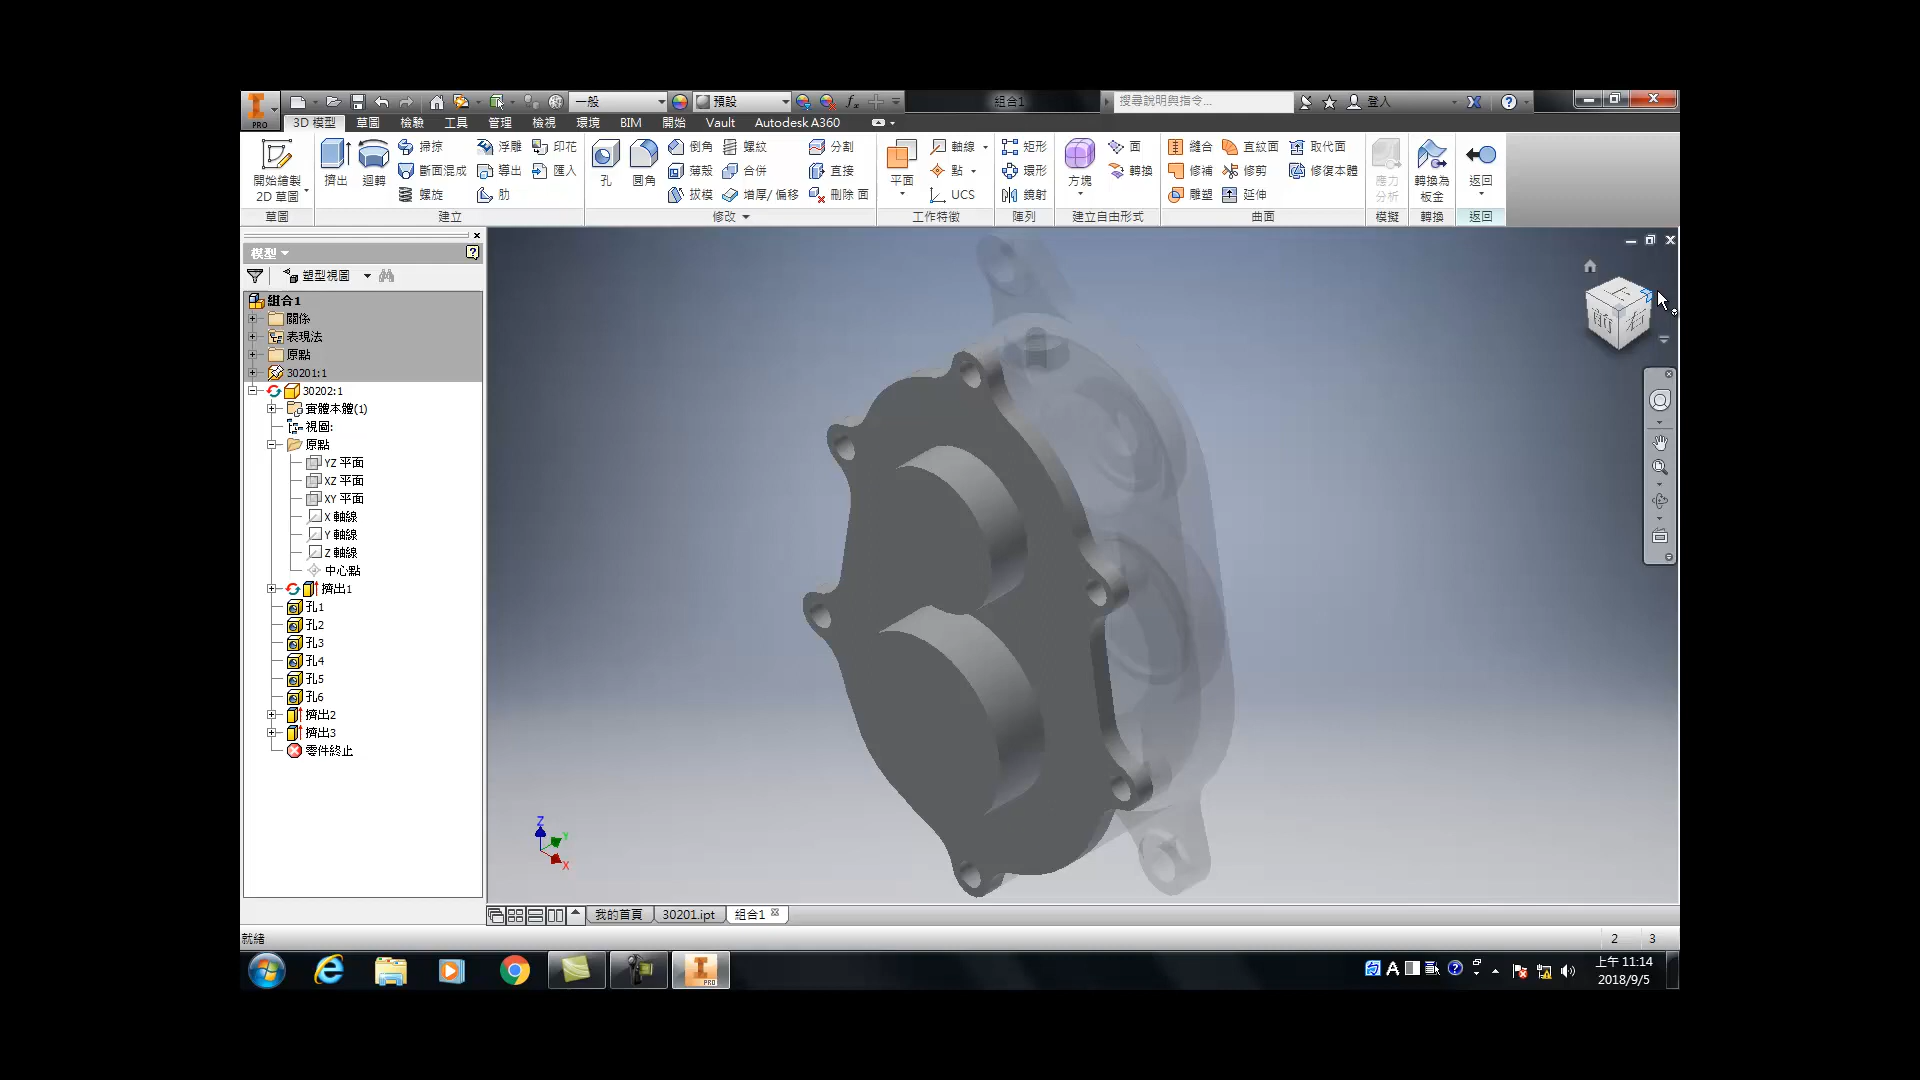 PRO 一般 預設 fx 組合1 搜尋說明與指令... 登入
3D 模型 草圖 檢驗 工具 管理 檢視 環境 BIM 開始 Vault Autodesk A360
掃掠 浮雕 印花 倒角 螺紋 分割 軸線 矩形 面 縫合 直紋面 取代面
開始繪製 擠出 迴轉 斷面混成 導出 匯入 孔 圓角 薄殼 合併 直接 平面 點 環形 方塊 轉換 修補 修剪 修復本體 應力 轉換為 返回
2D 草圖 螺旋 肋 拔模 增厚/ 偏移 刪除 面 UCS 鏡射 雕塑 延伸 分析 板金
草圖 建立 修改 工作特徵 陣列 建立自由形式 曲面 模擬 轉換 返回
模型
塑型視圖
組合1
關係
表現法
原點
30201:1
30202:1
實體本體(1)
視圖:
原點
YZ 平面
XZ 平面
XY 平面
X 軸線
Y 軸線
Z 軸線
中心點
擠出1
孔1
孔2
孔3
孔4
孔5
孔6
擠出2
擠出3
零件終止
上
前 右
Z
Y
X
我的首頁 30201.ipt 組合1
就緒 2 3
PRO A 上午 11:14
2018/9/5